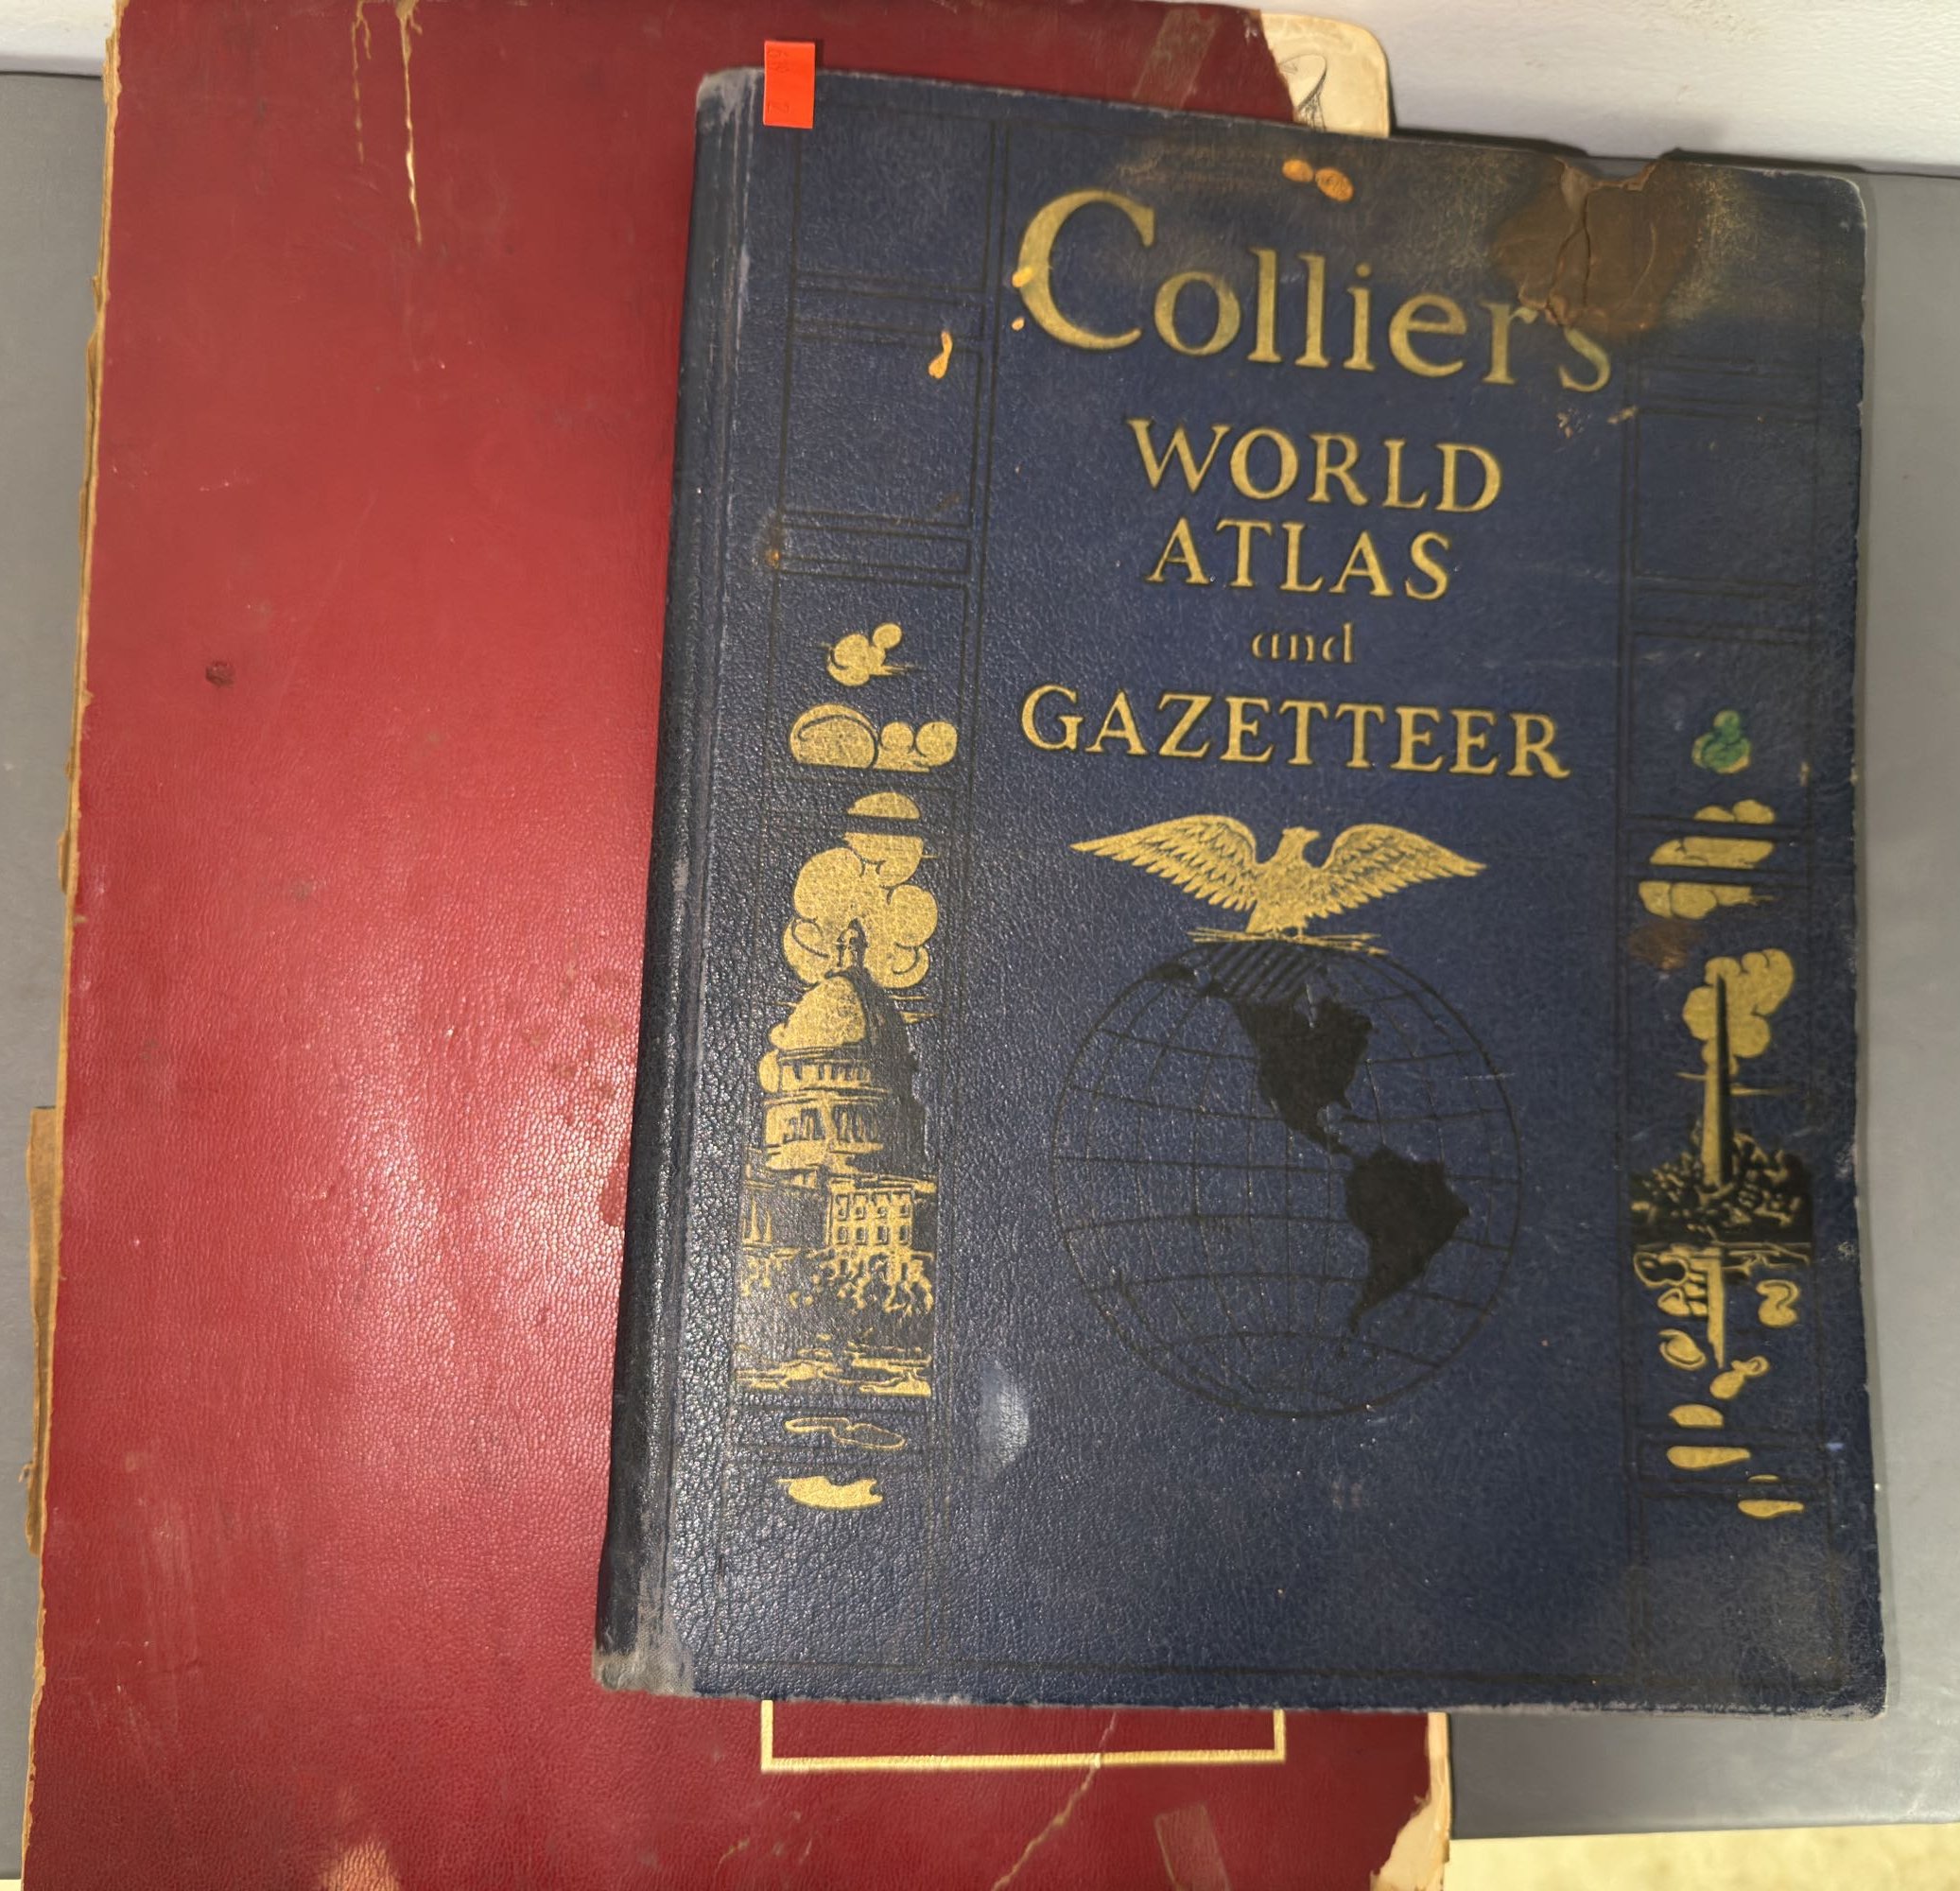 Collier's
WORLD
ATLAS
and
GAZETTEER